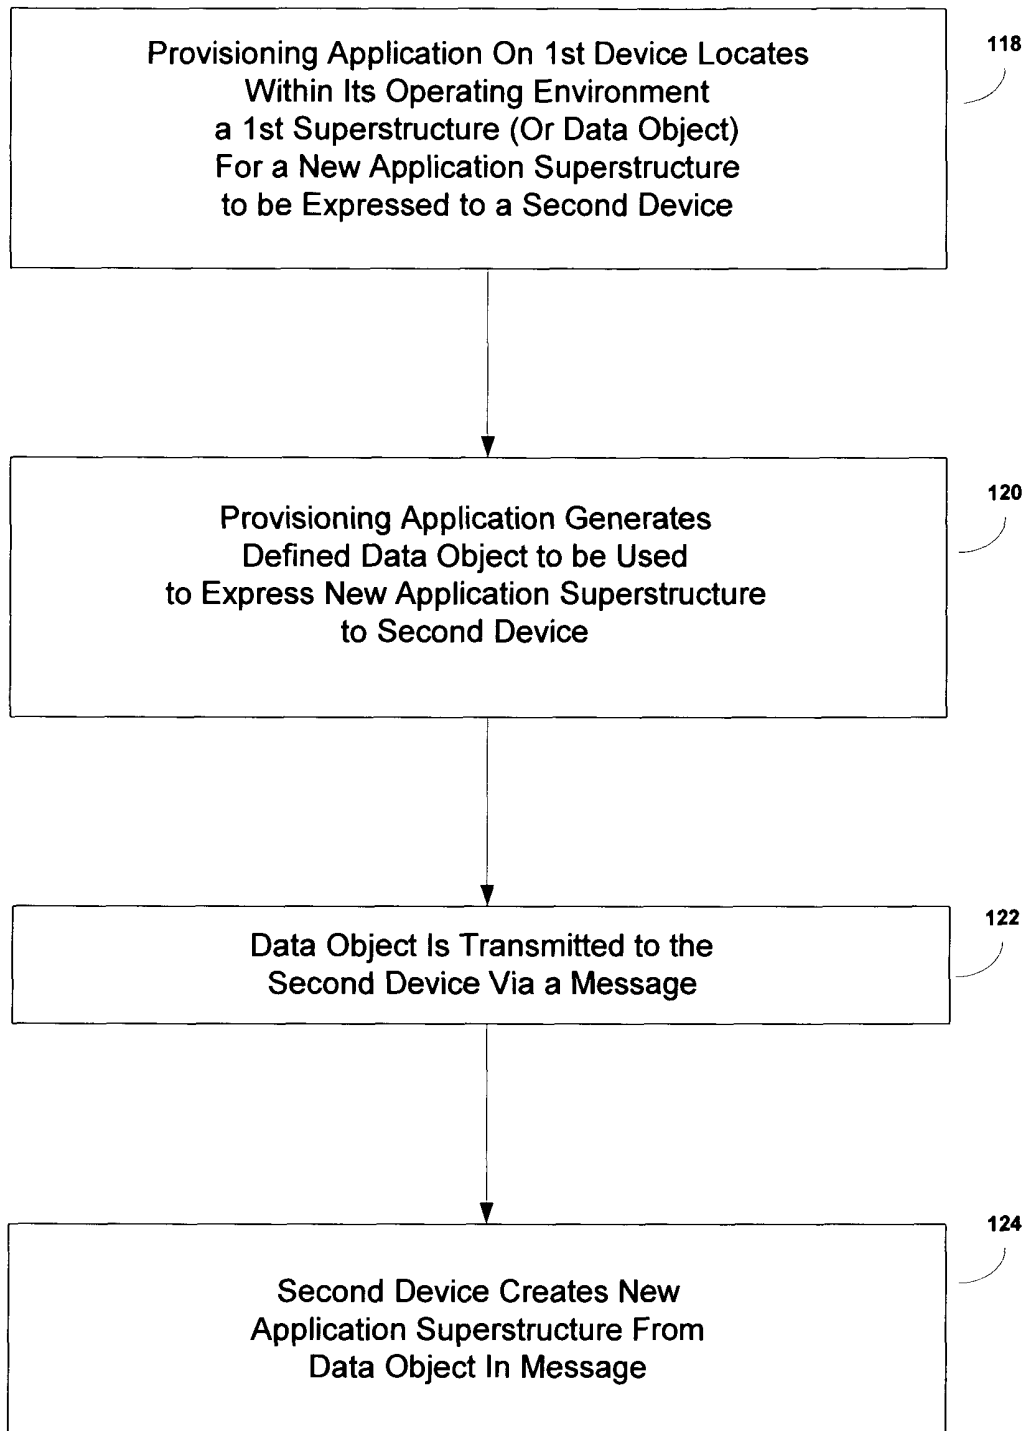 Provisioning Application On 1st Device Locates
Within Its Operating Environment
a 1st Superstructure (Or Data Object)
For a New Application Superstructure
to be Expressed to a Second Device
118
Provisioning Application Generates
Defined Data Object to be Used
to Express New Application Superstructure
to Second Device
120
Data Object Is Transmitted to the
Second Device Via a Message
122
Second Device Creates New
Application Superstructure From
Data Object In Message
124